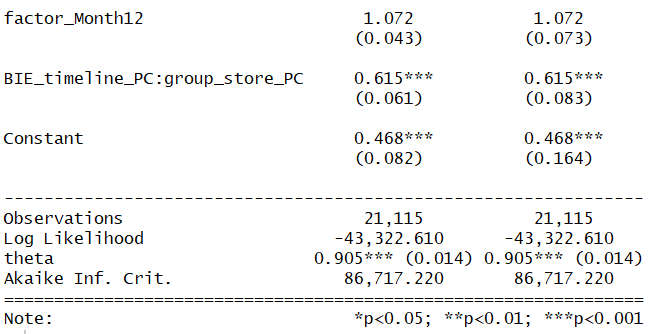 factor_Month12 1.072 1.072
(0.043) (0.073)
BIE_timeline_PC:group_store_PC 0.615*** 0.615***
(0.061) (0.083)
Constant 0.468*** 0.468***
(0.082) (0.164)
----------------------------------------------------------------
Observations 21,115 21,115
Log Likelihood -43,322.610 -43,322.610
theta 0.905*** (0.014) 0.905*** (0.014)
Akaike Inf. Crit. 86,717.220 86,717.220
================================================================
Note: *p<0.05; **p<0.01; ***p<0.001